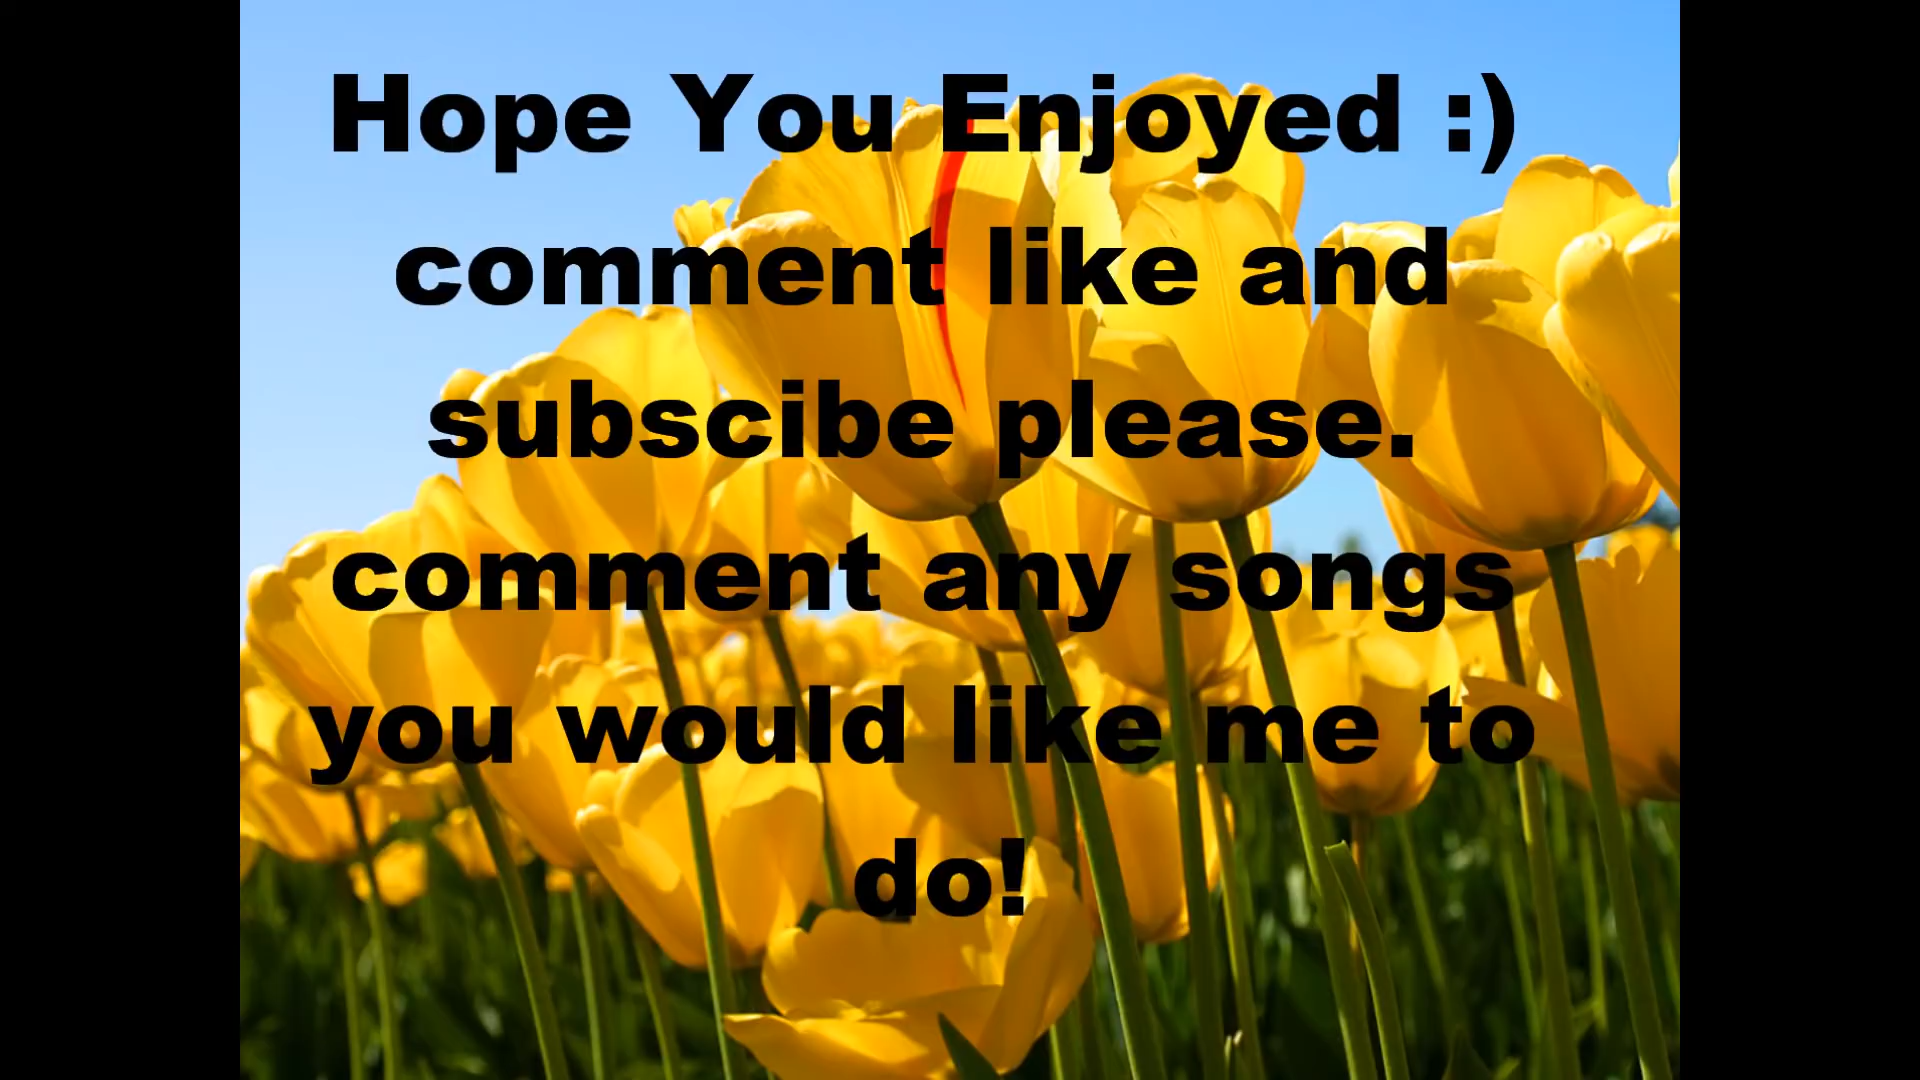 Hope You Enjoyed :)
comment like and
subscibe please.
comment any songs
you would like me to
do!